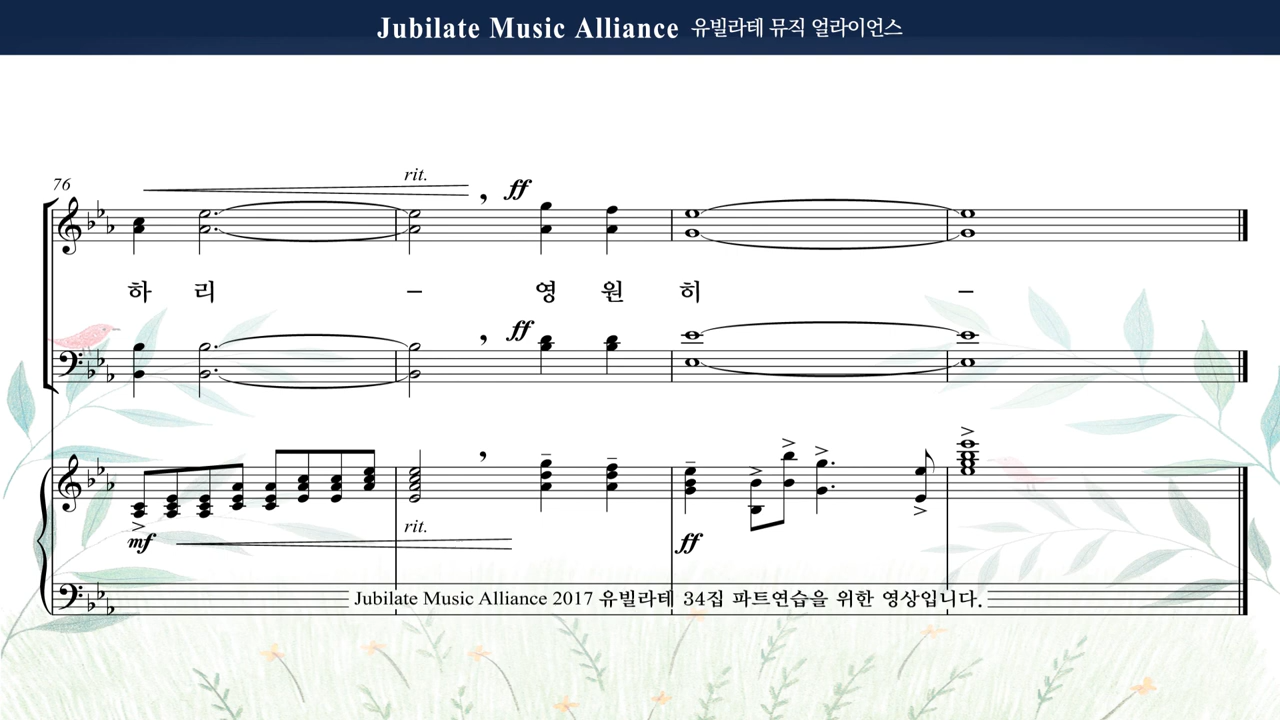 Jubilate Music Alliance 유빌라테 뮤직 얼라이언스
76
rit.
ff
하 리 - 영 원 히 -
ff
rit.
mf
ff
Jubilate Music Alliance 2017 유빌라테 34집 파트연습을 위한 영상입니다.